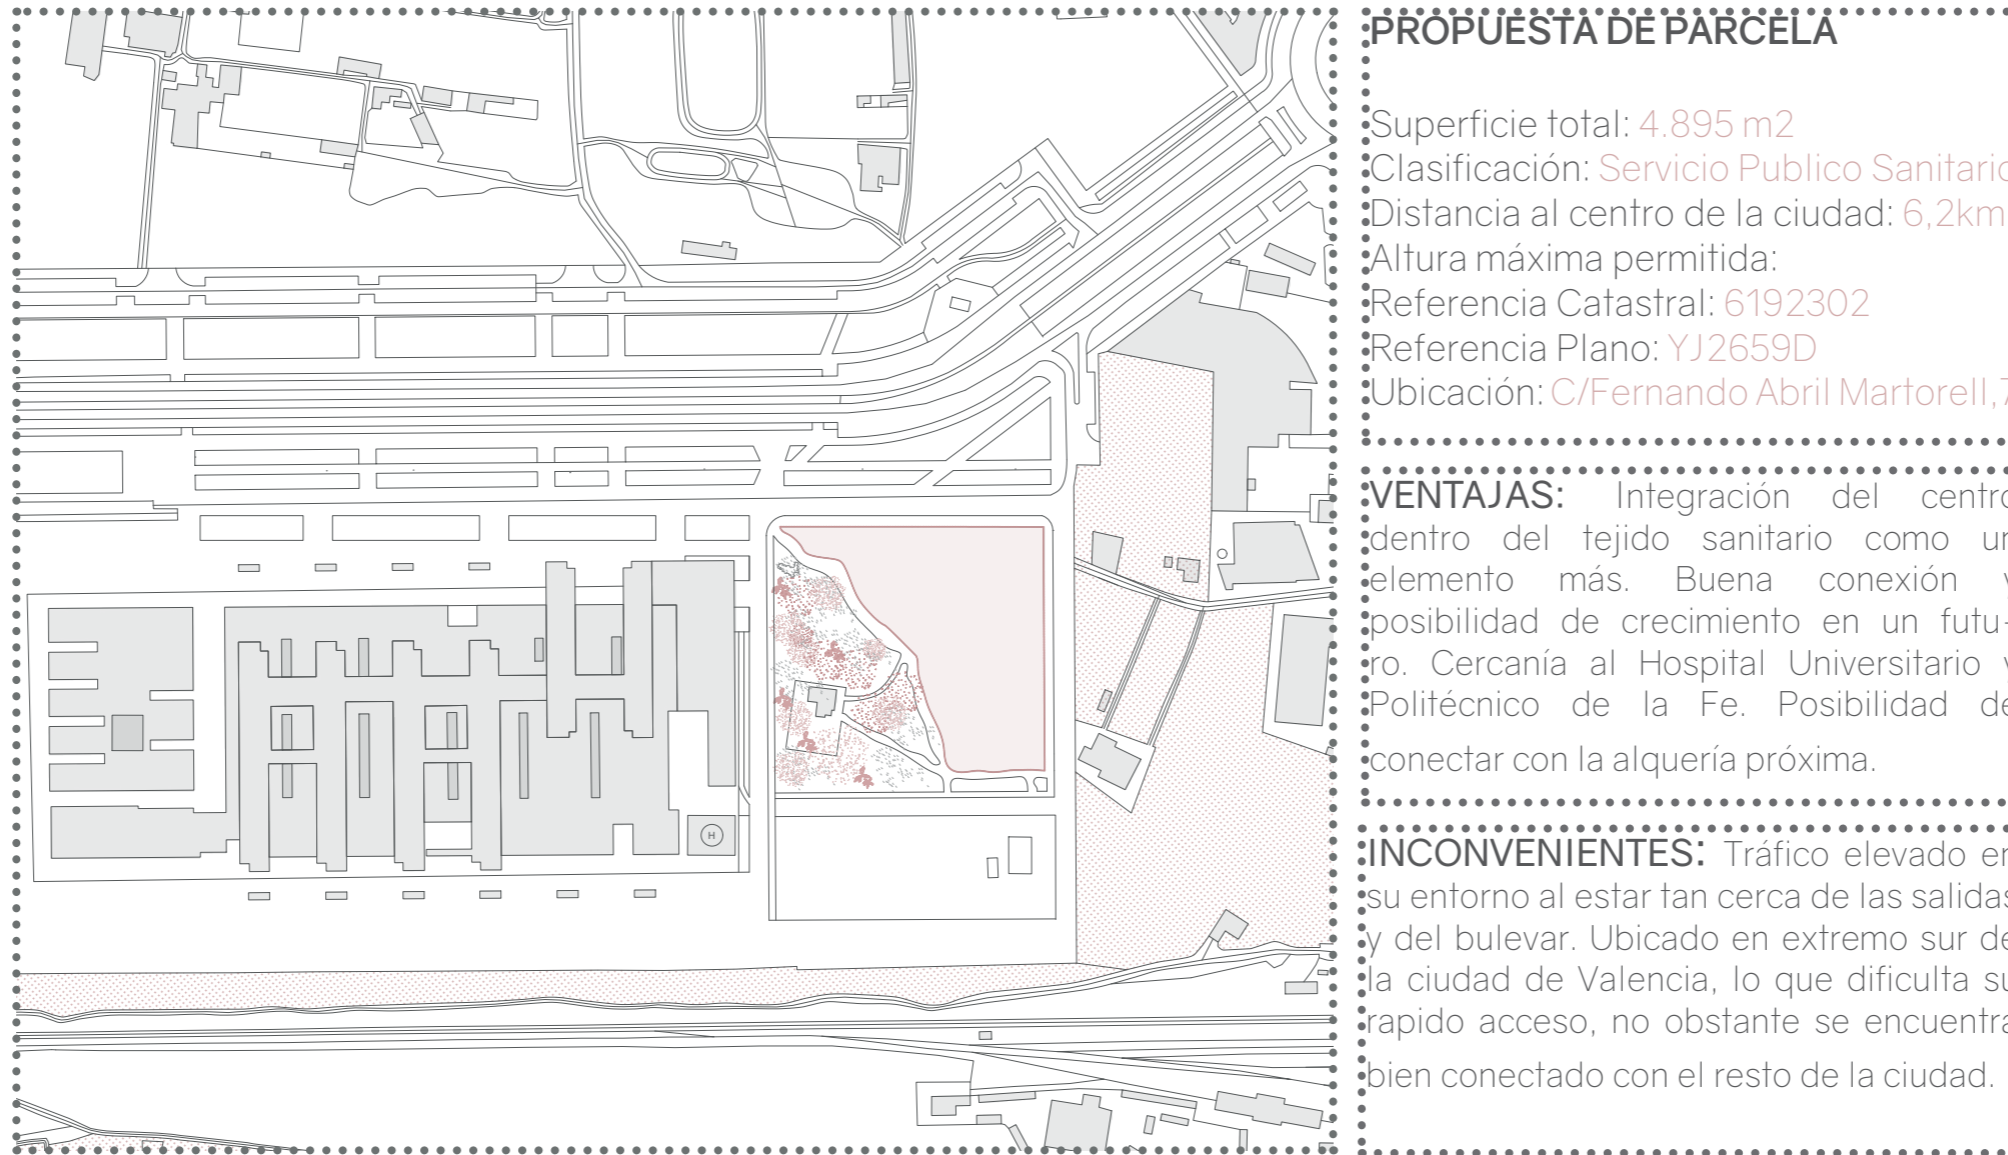 H
PROPUESTA DE PARCELA
Superficie total: 4.895 m2
Clasificación: Servicio Publico Sanitario
Distancia al centro de la ciudad: 6,2km
Altura máxima permitida:
Referencia Catastral: 6192302
Referencia Plano: YJ2659D
Ubicación: C/Fernando Abril Martorell,7
VENTAJAS: Integración del centro
dentro del tejido sanitario como un
elemento más. Buena conexión y
posibilidad de crecimiento en un futu-
ro. Cercanía al Hospital Universitario y
Politécnico de la Fe. Posibilidad de
conectar con la alquería próxima.
INCONVENIENTES: Tráfico elevado en
su entorno al estar tan cerca de las salidas
y del bulevar. Ubicado en extremo sur de
la ciudad de Valencia, lo que dificulta su
rapido acceso, no obstante se encuentra
bien conectado con el resto de la ciudad.